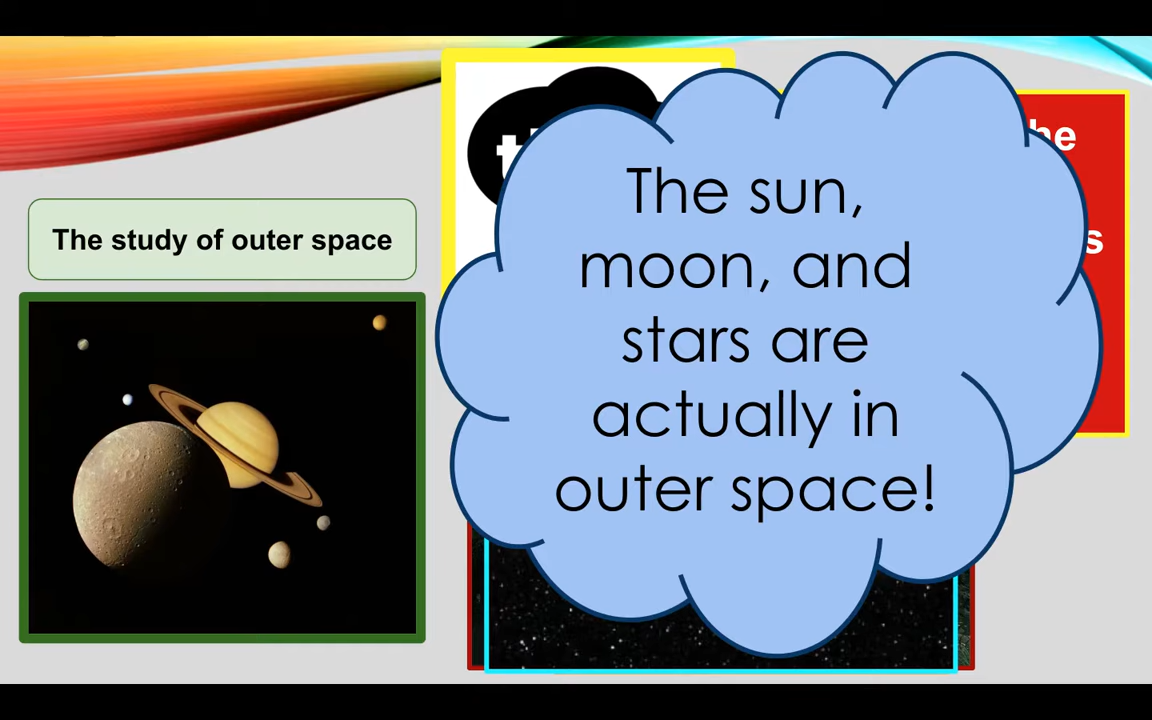 The study of outer space
The sun,
moon, and
stars are
actually in
outer space!